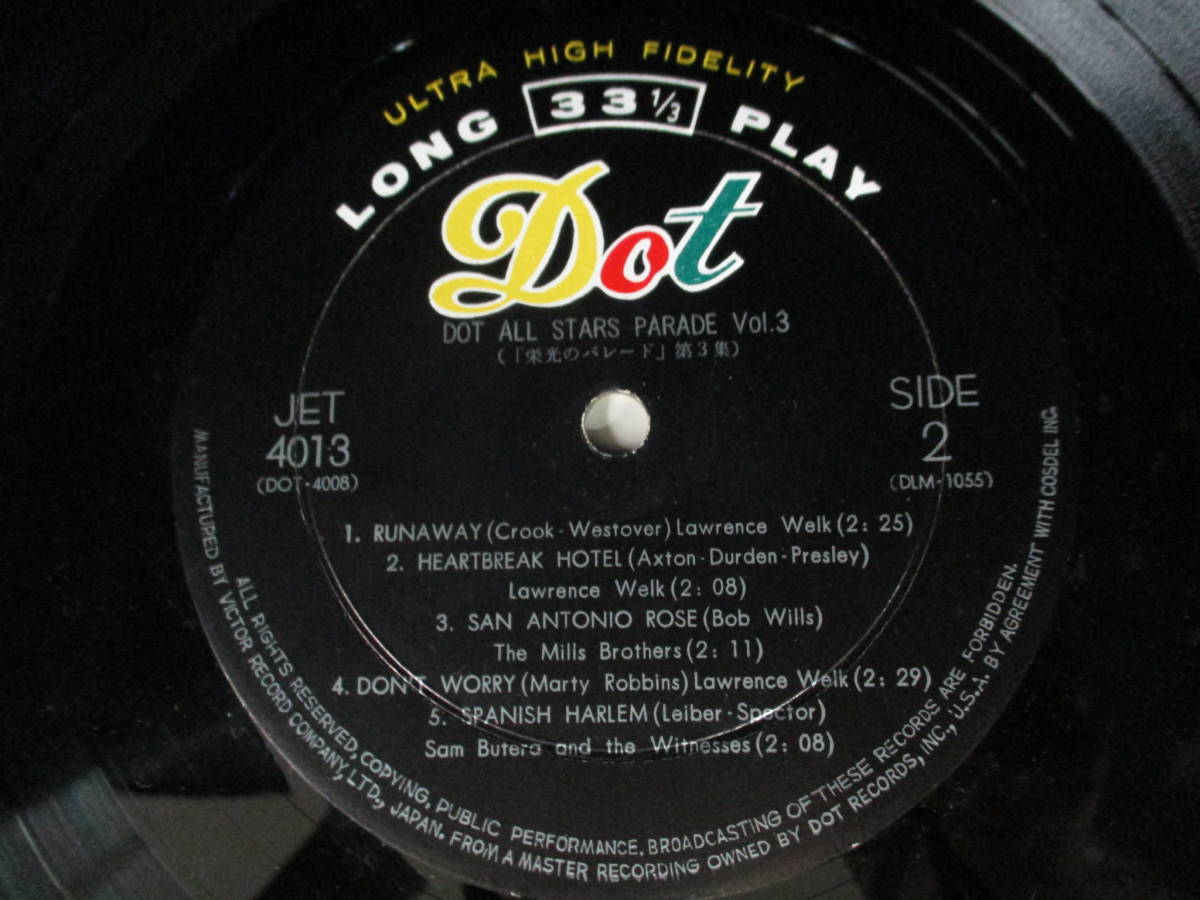 ULTRA HIGH FIDELITY
LONG 33 1/3 PLAY
Dot
DOT ALL STARS PARADE Vol.3
(「栄光のパレード」第3集)
JET
4013
(DOT-4008)
SIDE
2
(DLM-1055)
1. RUNAWAY (Crook-Westover) Lawrence Welk (2: 25)
2. HEARTBREAK HOTEL (Axton-Durden-Presley)
Lawrence Welk (2: 08)
3. SAN ANTONIO ROSE (Bob Wills)
The Mills Brothers (2: 11)
4. DON'T WORRY (Marty Robbins) Lawrence Welk (2: 29)
5. SPANISH HARLEM (Leiber-Spector)
Sam Butera and the Witnesses (2: 08)
ALL RIGHTS RESERVED, COPYING, PUBLIC PERFORMANCE, BROADCASTING OF THESE RECORDS ARE FORBIDDEN.
MANUFACTURED BY VICTOR RECORD COMPANY, LTD., JAPAN. FROM A MASTER RECORDING OWNED BY DOT RECORDS, INC., U.S.A. BY AGREEMENT WITH COSDEL INC.